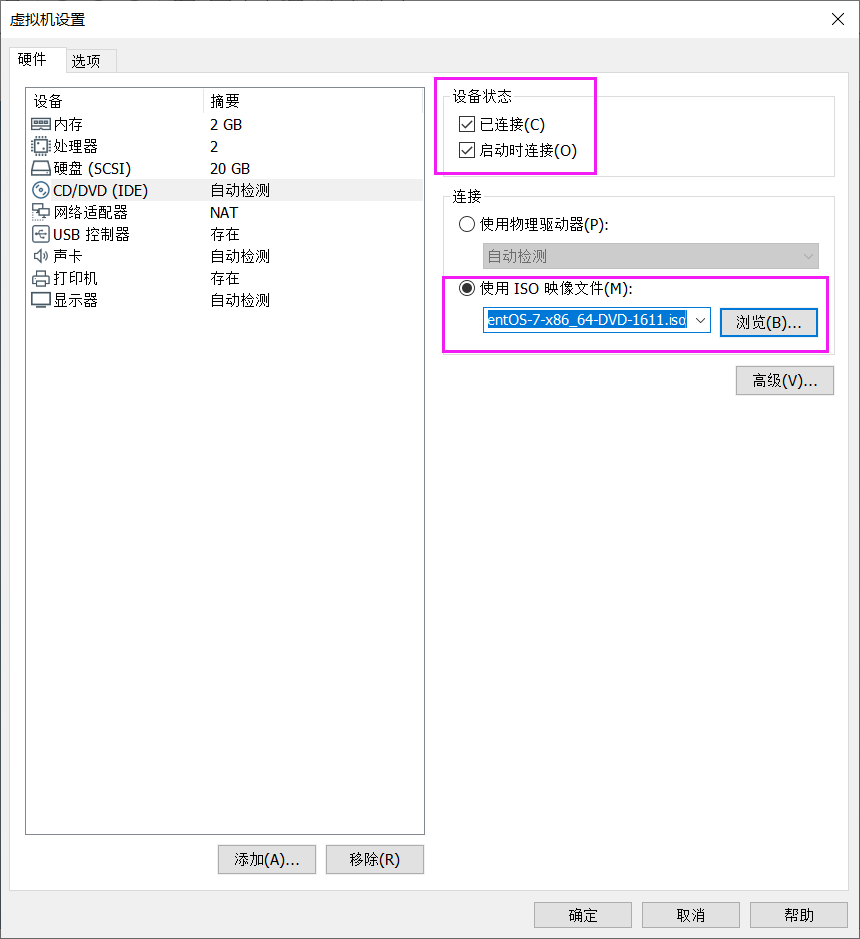 虚拟机设置
硬件 选项
设备 摘要
内存 2 GB
处理器 2
硬盘 (SCSI) 20 GB
CD/DVD (IDE) 自动检测
网络适配器 NAT
USB 控制器 存在
声卡 自动检测
打印机 存在
显示器 自动检测
添加(A)... 移除(R)
设备状态
已连接(C)
启动时连接(O)
连接
使用物理驱动器(P):
自动检测
使用 ISO 映像文件(M):
entOS-7-x86_64-DVD-1611.iso 浏览(B)...
高级(V)...
确定 取消 帮助